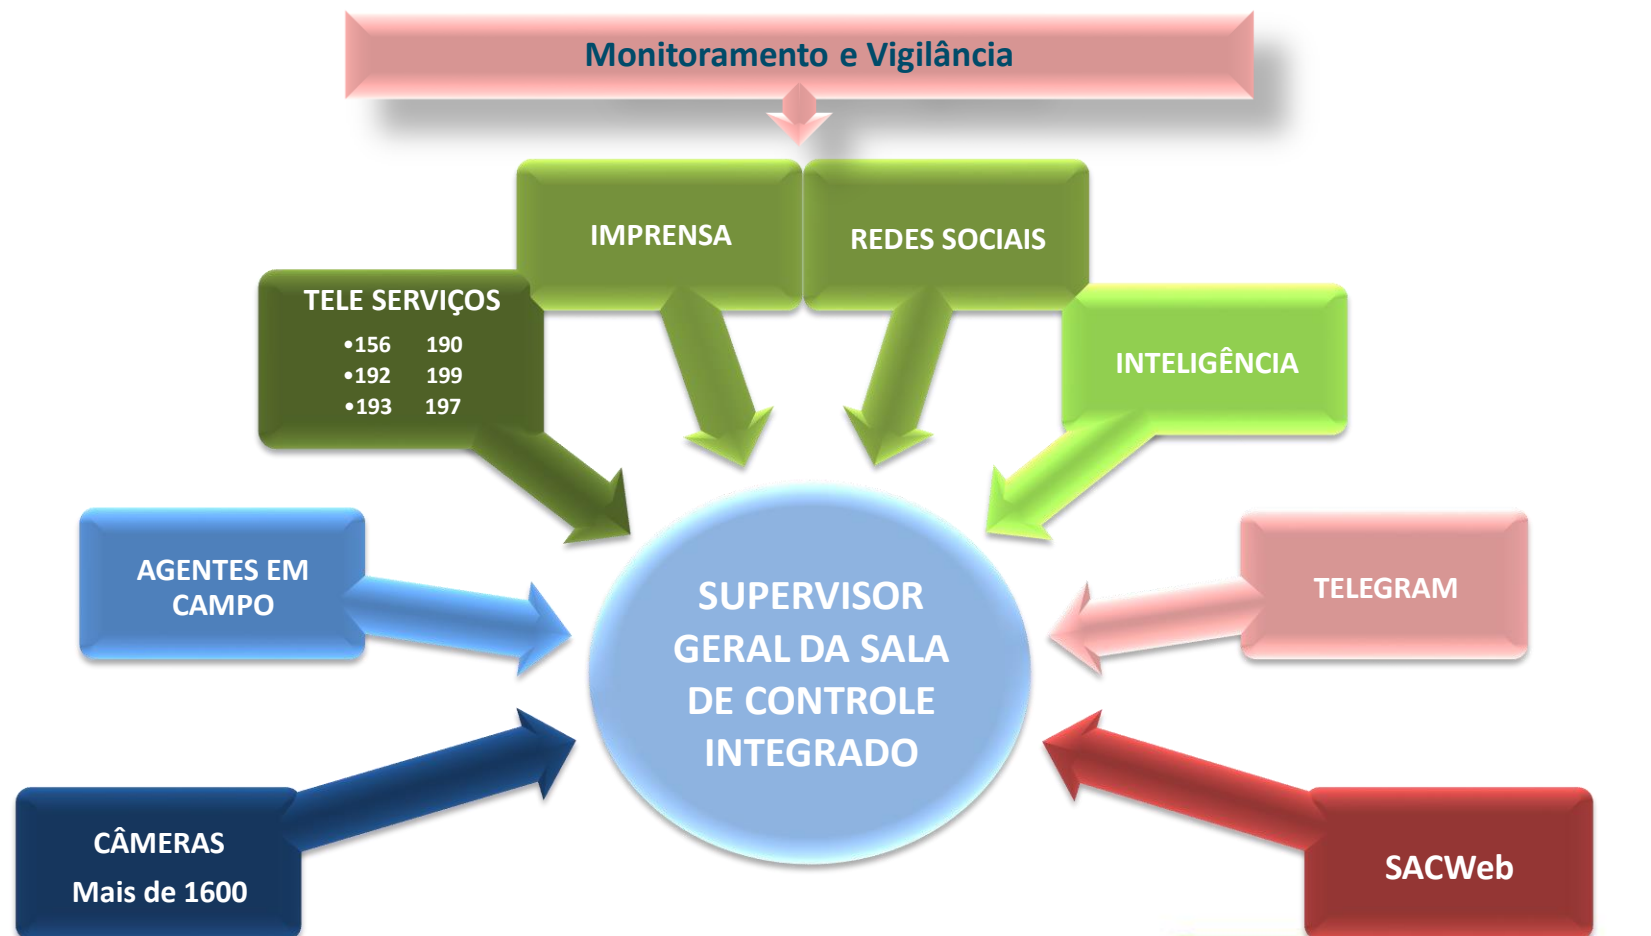 Monitoramento e Vigilância
IMPRENSA
REDES SOCIAIS
TELE SERVIÇOS
•156 190
•192 199
•193 197
INTELIGÊNCIA
AGENTES EM
CAMPO
TELEGRAM
SUPERVISOR
GERAL DA SALA
DE CONTROLE
INTEGRADO
CÂMERAS
Mais de 1600
SACWeb